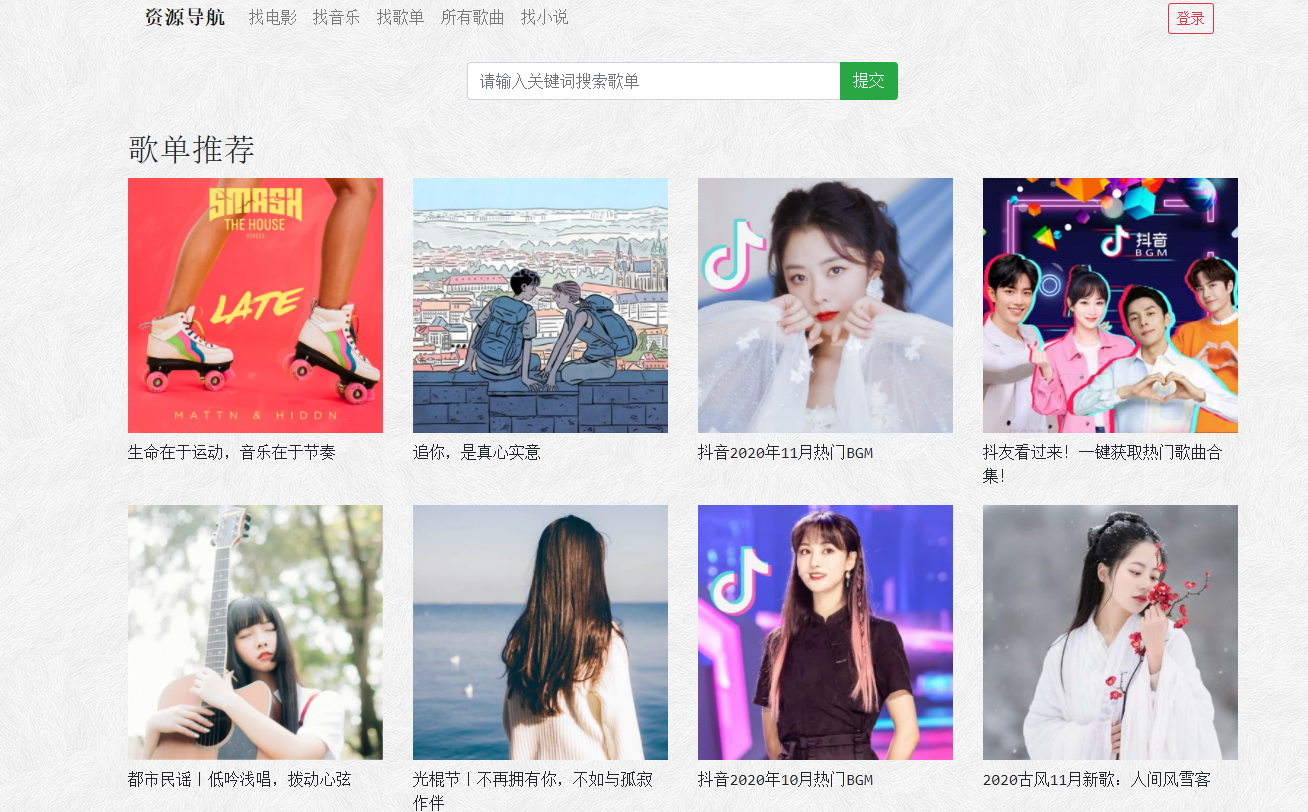 资源导航 找电影 找音乐 找歌单 所有歌曲 找小说 登录
请输入关键词搜索歌单 提交
歌单推荐
SMASH
THE HOUSE
LATE
MATTN & HIDDN
抖音
BGM
生命在于运动，音乐在于节奏
追你，是真心实意
抖音2020年11月热门BGM
抖友看过来！一键获取热门歌曲合
集！
都市民谣丨低吟浅唱，拨动心弦
光棍节丨不再拥有你，不如与孤寂
作伴
抖音2020年10月热门BGM
2020古风11月新歌：人间风雪客